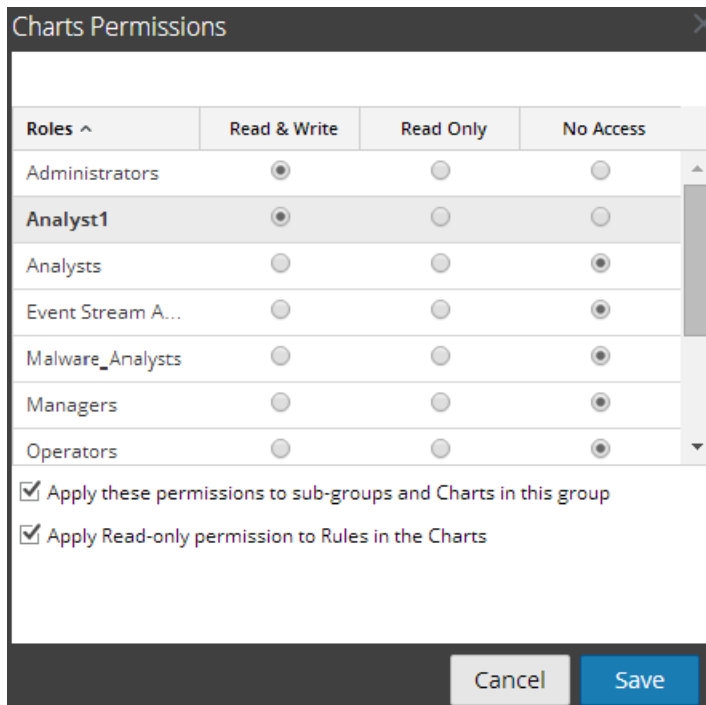 Charts Permissions
Roles Read & Write Read Only No Access
Administrators
Analyst1
Analysts
Event Stream A...
Malware_Analysts
Managers
Operators
Apply these permissions to sub-groups and Charts in this group
Apply Read-only permission to Rules in the Charts
Cancel Save